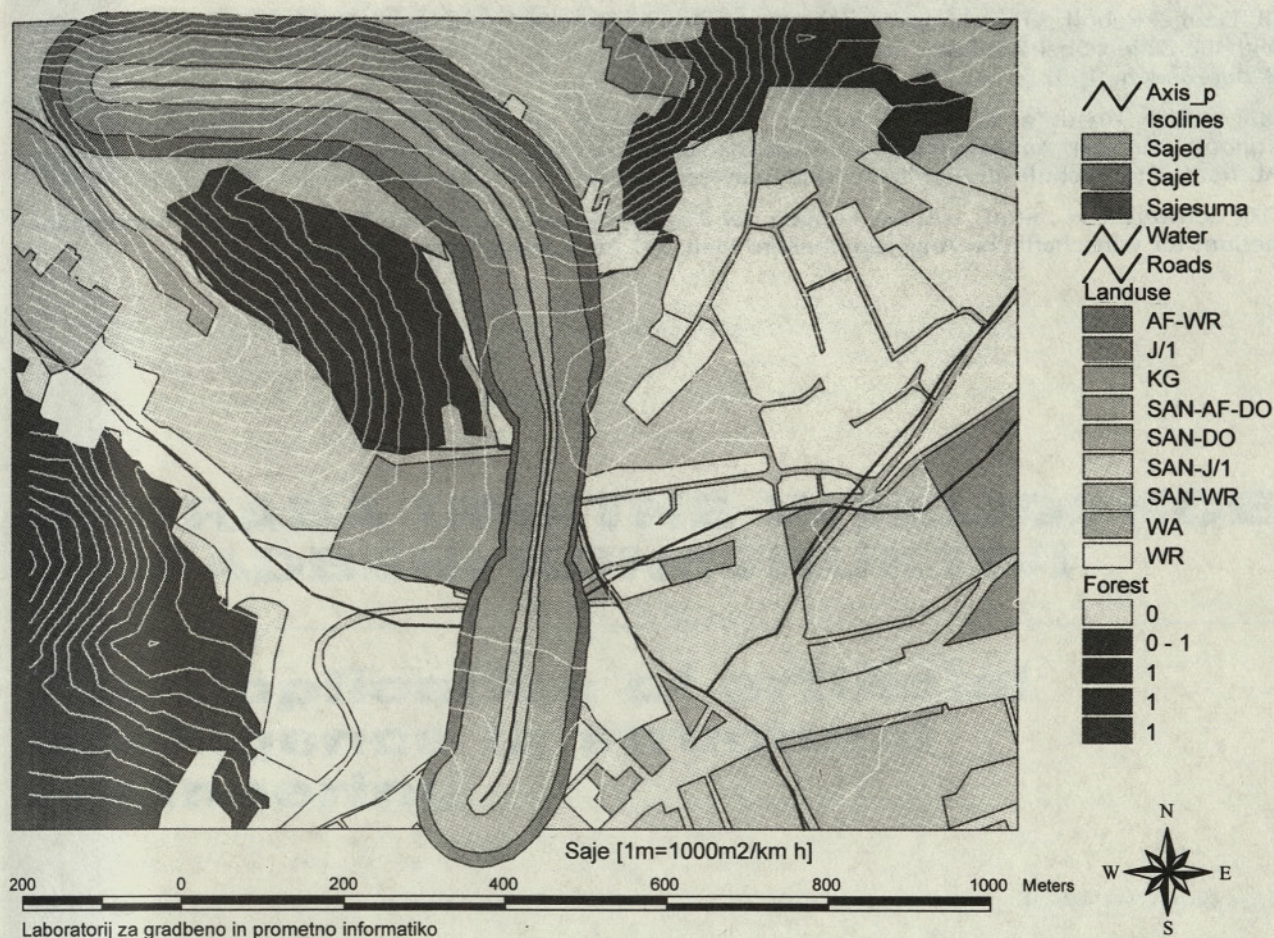 Axis_p
Isolines
Sajed
Sajet
Sajesuma
Water
Roads
Landuse
AF-WR
J/1
KG
SAN-AF-DO
SAN-DO
SAN-J/1
SAN-WR
WA
WR
Forest
0
0 - 1
1
1
1
Saje [1m=1000m2/km h]
200 0 200 400 600 800 1000 Meters
N
W E
S
Laboratorij za gradbeno in prometno informatiko